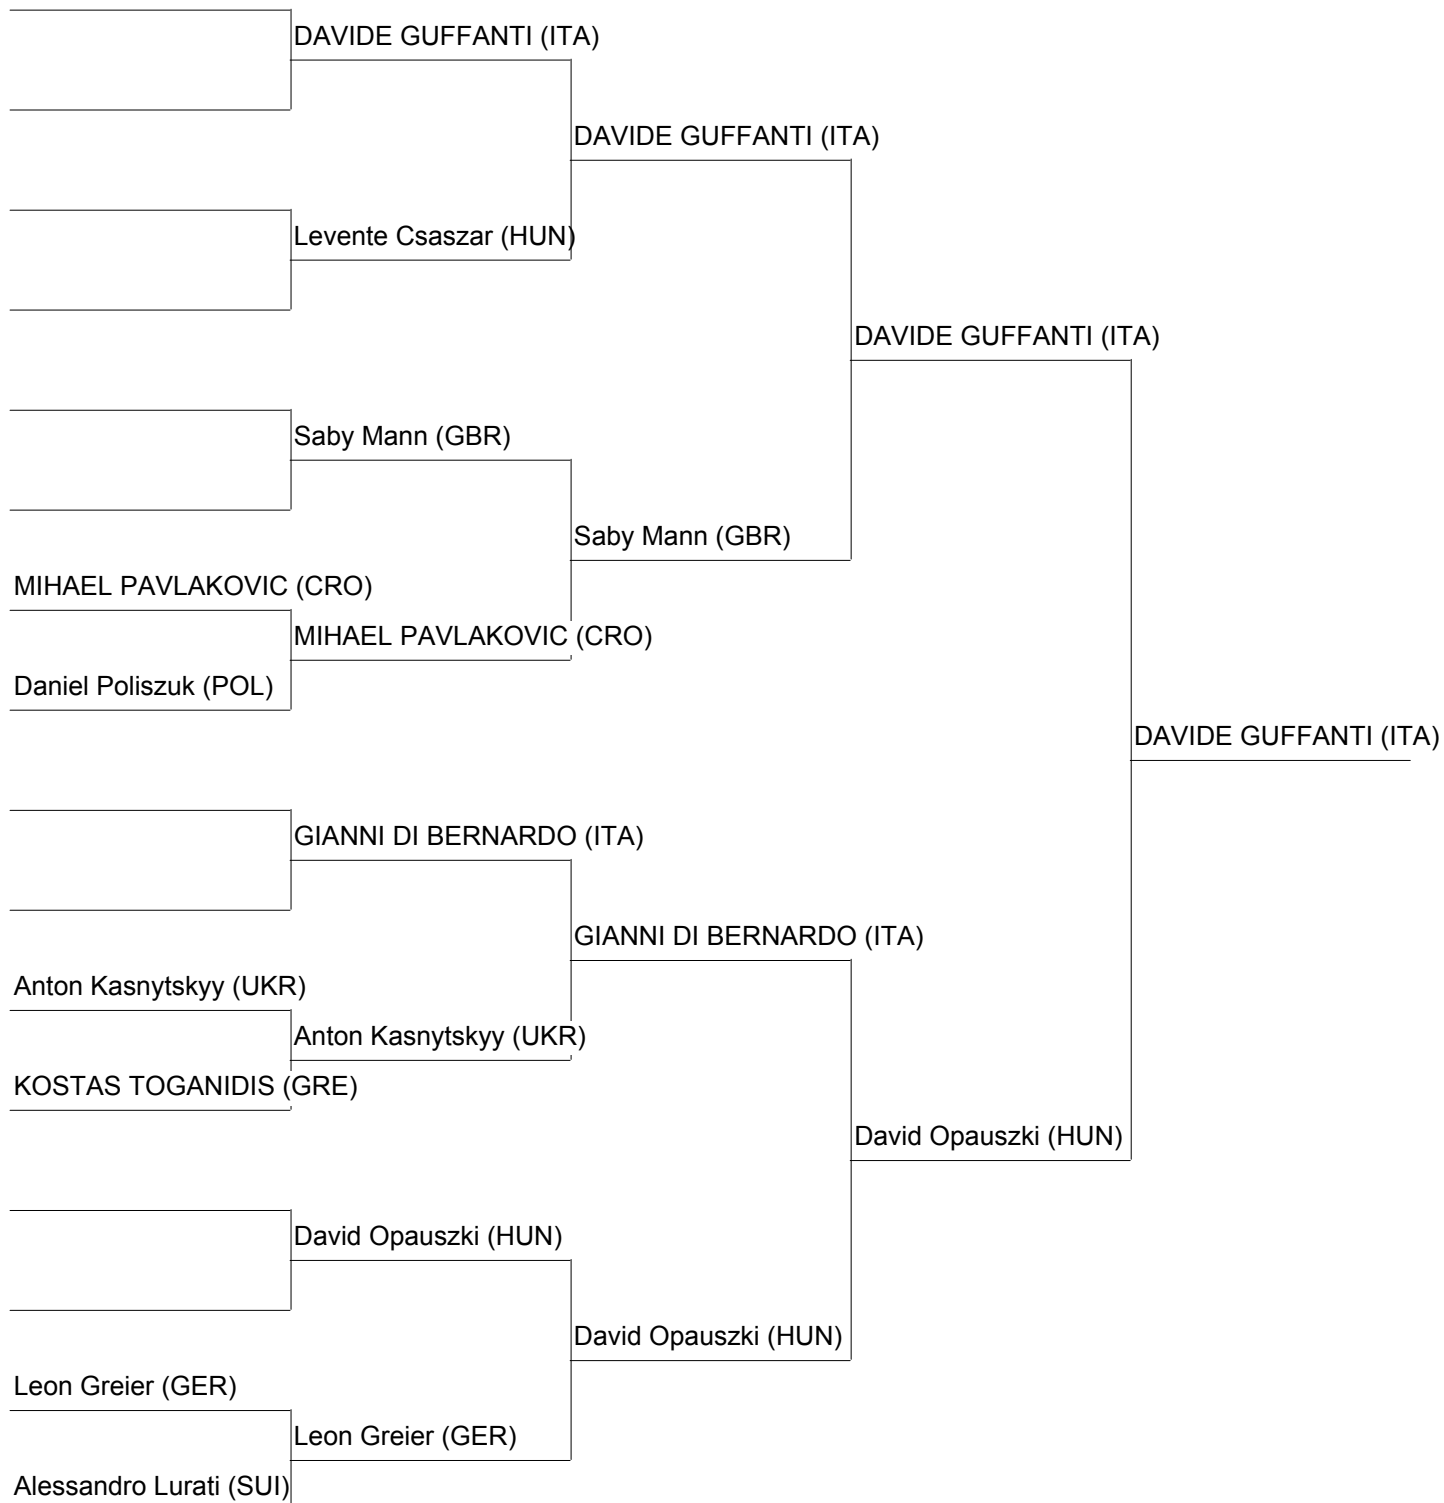 DAVIDE GUFFANTI (ITA)
DAVIDE GUFFANTI (ITA)
Levente Csaszar (HUN)
DAVIDE GUFFANTI (ITA)
Saby Mann (GBR)
Saby Mann (GBR)
MIHAEL PAVLAKOVIC (CRO)
MIHAEL PAVLAKOVIC (CRO)
Daniel Poliszuk (POL)
DAVIDE GUFFANTI (ITA)
GIANNI DI BERNARDO (ITA)
GIANNI DI BERNARDO (ITA)
Anton Kasnytskyy (UKR)
Anton Kasnytskyy (UKR)
KOSTAS TOGANIDIS (GRE)
David Opauszki (HUN)
David Opauszki (HUN)
David Opauszki (HUN)
Leon Greier (GER)
Leon Greier (GER)
Alessandro Lurati (SUI)